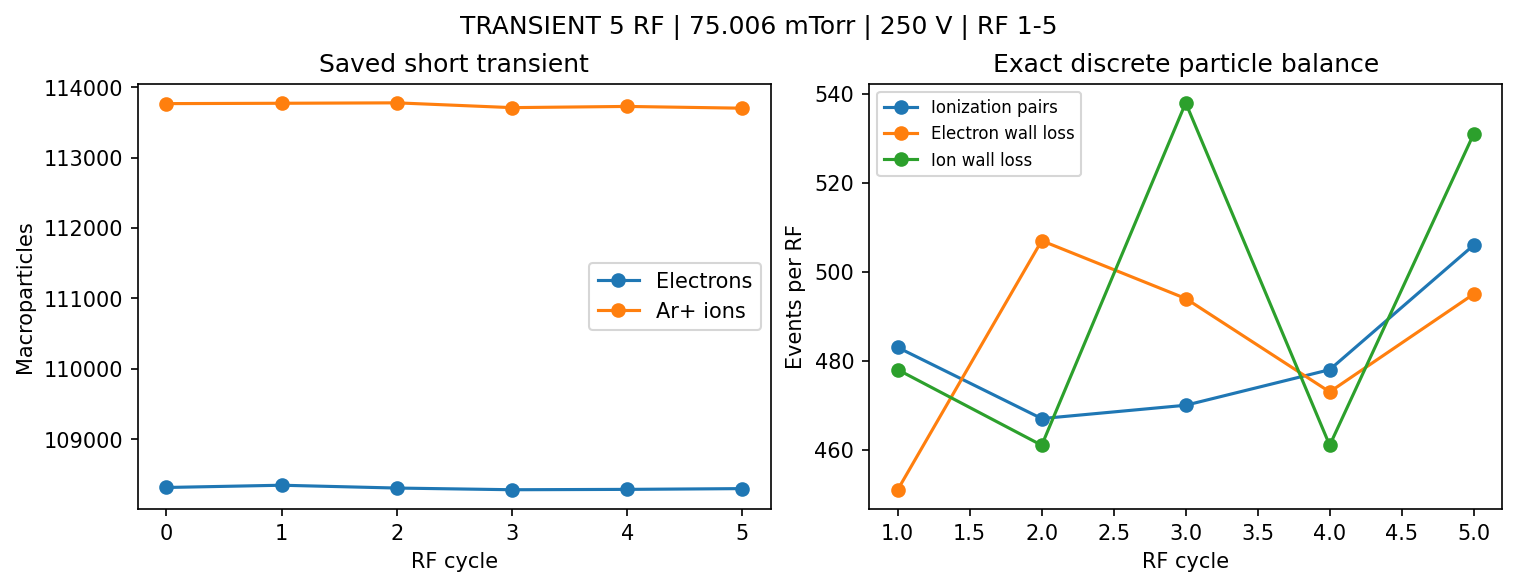 TRANSIENT 5 RF | 75.006 mTorr | 250 V | RF 1-5
Saved short transient
Macroparticles
114000
113000
112000
111000
110000
109000
Electrons
Ar+ ions
0 1 2 3 4 5
RF cycle
Exact discrete particle balance
Events per RF
540
520
500
480
460
Ionization pairs
Electron wall loss
Ion wall loss
1.0 1.5 2.0 2.5 3.0 3.5 4.0 4.5 5.0
RF cycle